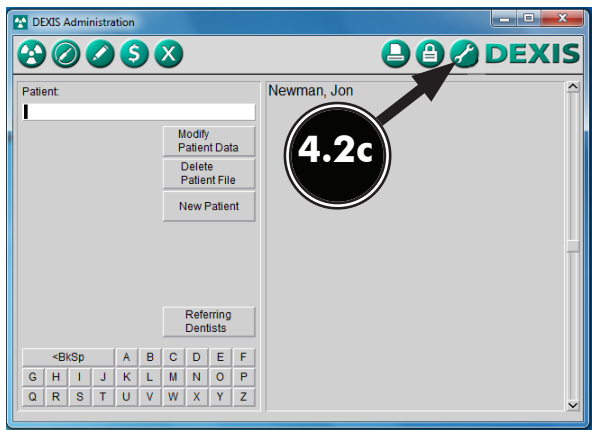 DEXIS Administration
$ X
DEXIS
Patient:
Newman, Jon
4.2c
Modify
Patient Data
Delete
Patient File
New Patient
Referring
Dentists
<BkSp A B C D E F
G H I J K L M N O P
Q R S T U V W X Y Z